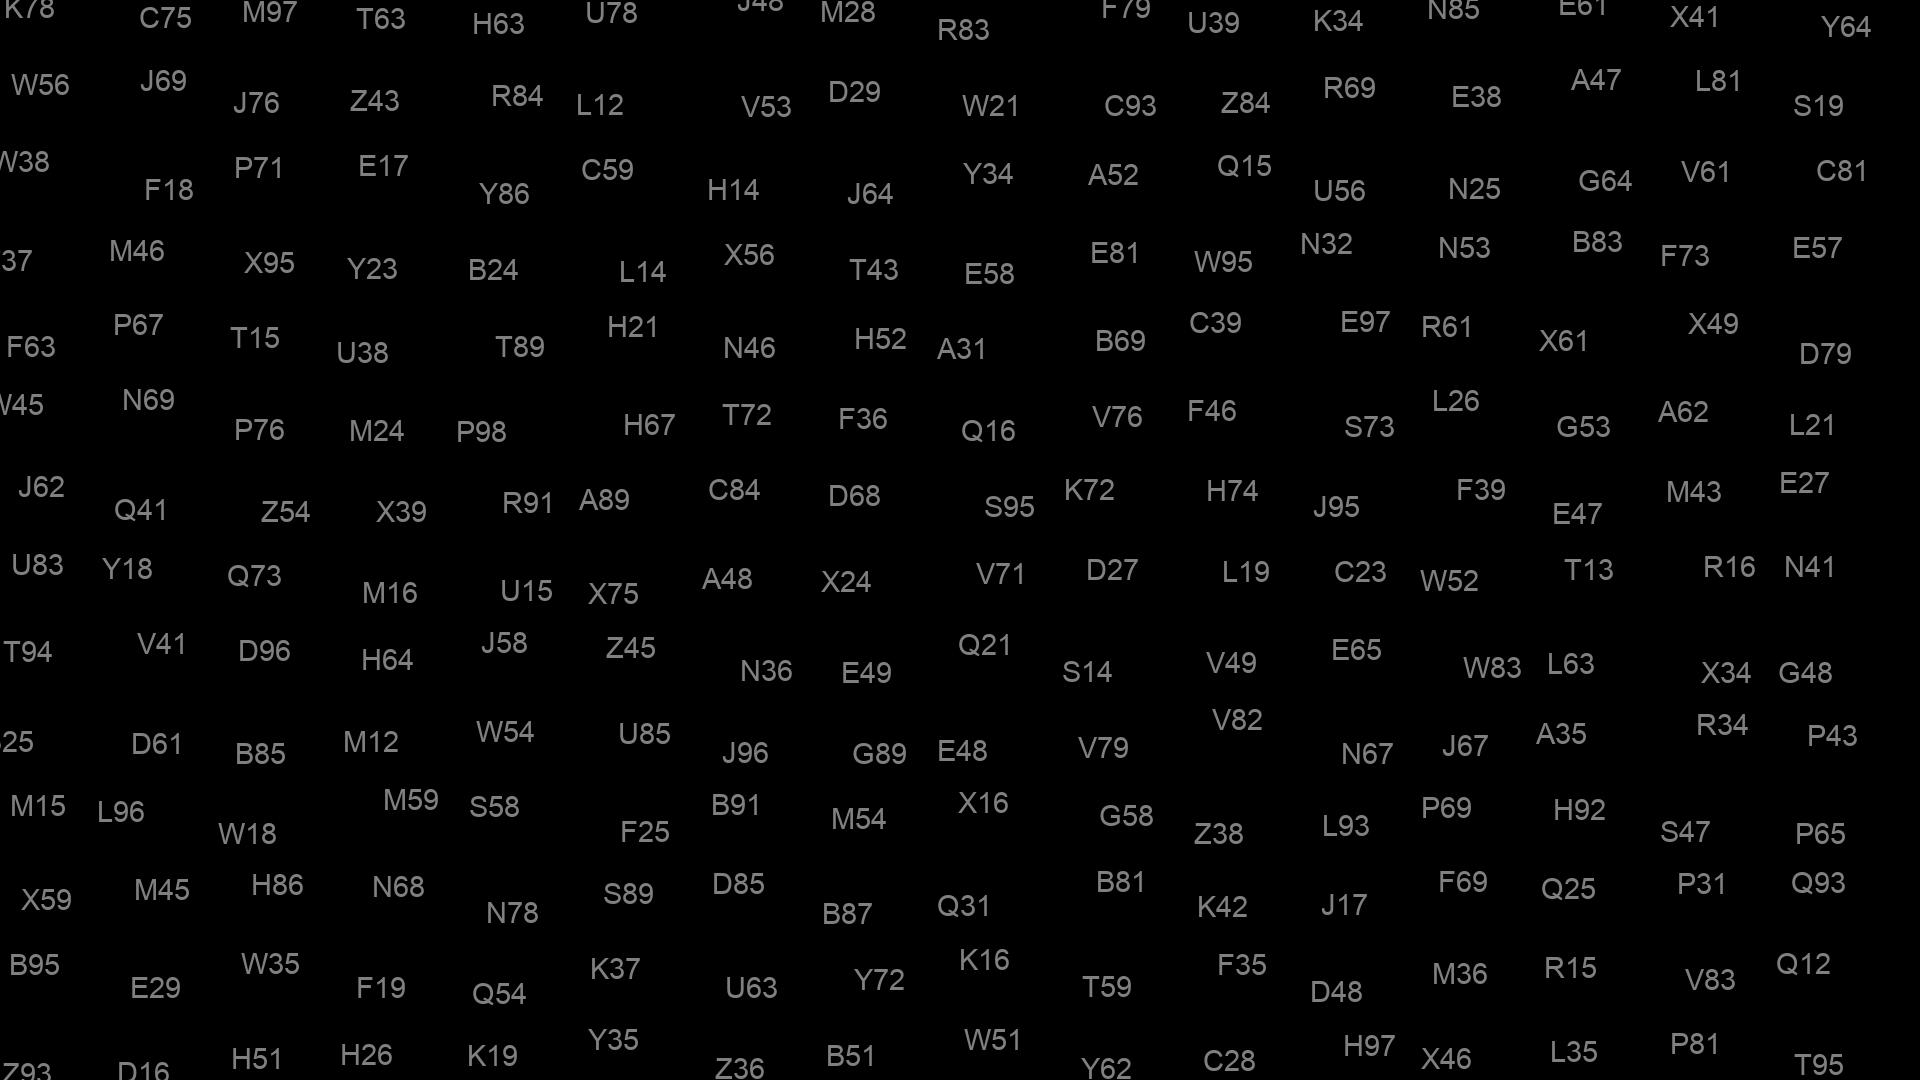 K78 C75 M97 T63 H63 U78 J48 M28 R83 F79 U39 K34 N85 E61 X41 Y64
W56 J69 J76 Z43 R84 L12 V53 D29 W21 C93 Z84 R69 E38 A47 L81 S19
W38 F18 P71 E17 Y86 C59 H14 J64 Y34 A52 Q15 U56 N25 G64 V61 C81
37 M46 X95 Y23 B24 L14 X56 T43 E58 E81 W95 N32 N53 B83 F73 E57
F63 P67 T15 U38 T89 H21 N46 H52 A31 B69 C39 E97 R61 X61 X49 D79
W45 N69 P76 M24 P98 H67 T72 F36 Q16 V76 F46 S73 L26 G53 A62 L21
J62 Q41 Z54 X39 R91 A89 C84 D68 S95 K72 H74 J95 F39 E47 M43 E27
U83 Y18 Q73 M16 U15 X75 A48 X24 V71 D27 L19 C23 W52 T13 R16 N41
T94 V41 D96 H64 J58 Z45 N36 E49 Q21 S14 V49 E65 W83 L63 X34 G48
25 D61 B85 M12 W54 U85 J96 G89 E48 V79 V82 N67 J67 A35 R34 P43
M15 L96 W18 M59 S58 F25 B91 M54 X16 G58 Z38 L93 P69 H92 S47 P65
X59 M45 H86 N68 N78 S89 D85 B87 Q31 B81 K42 J17 F69 Q25 P31 Q93
B95 E29 W35 F19 Q54 K37 U63 Y72 K16 T59 F35 D48 M36 R15 V83 Q12
Z93 D16 H51 H26 K19 Y35 Z36 B51 W51 Y62 C28 H97 X46 L35 P81 T95